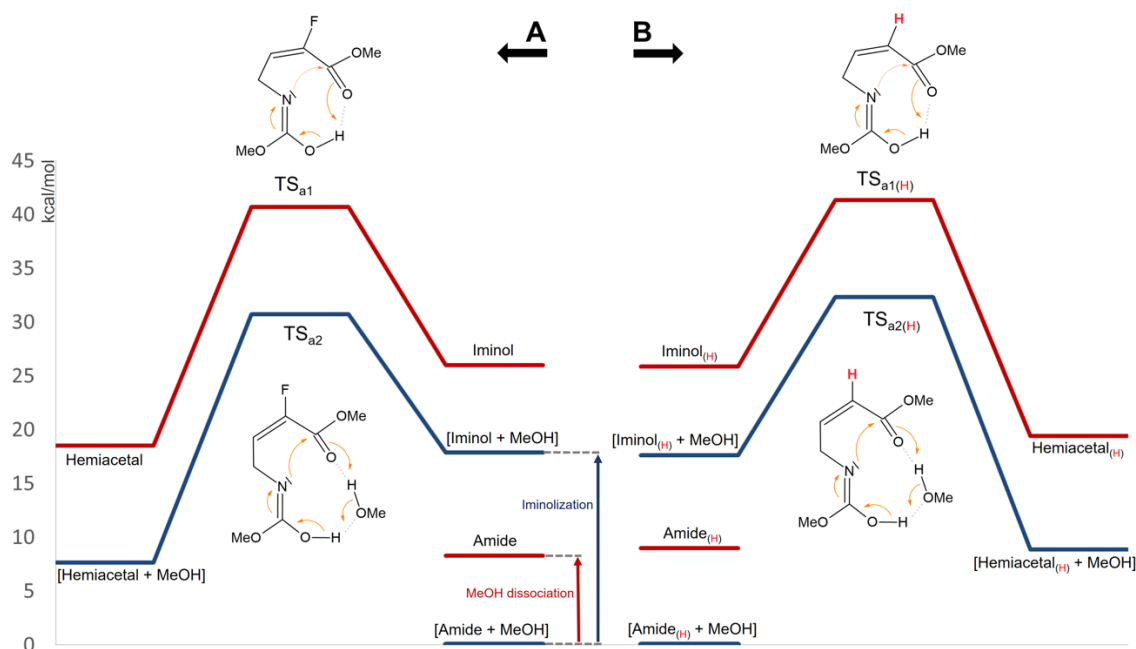 A
B
F
OMe
O
N
H
MeO
O
H
OMe
O
N
H
MeO
O
45
40
35
30
25
20
15
10
5
0
kcal/mol
TSa1
TSa1(H)
TSa2
TSa2(H)
Iminol
Iminol(H)
F
OMe
O
N
H
OMe
MeO
O
H
H
OMe
O
N
H
OMe
MeO
O
H
[Iminol + MeOH]
[Iminol(H) + MeOH]
Hemiacetal
Hemiacetal(H)
Iminolization
Amide
Amide(H)
[Hemiacetal + MeOH]
[Hemiacetal(H) + MeOH]
MeOH dissociation
[Amide + MeOH]
[Amide(H) + MeOH]